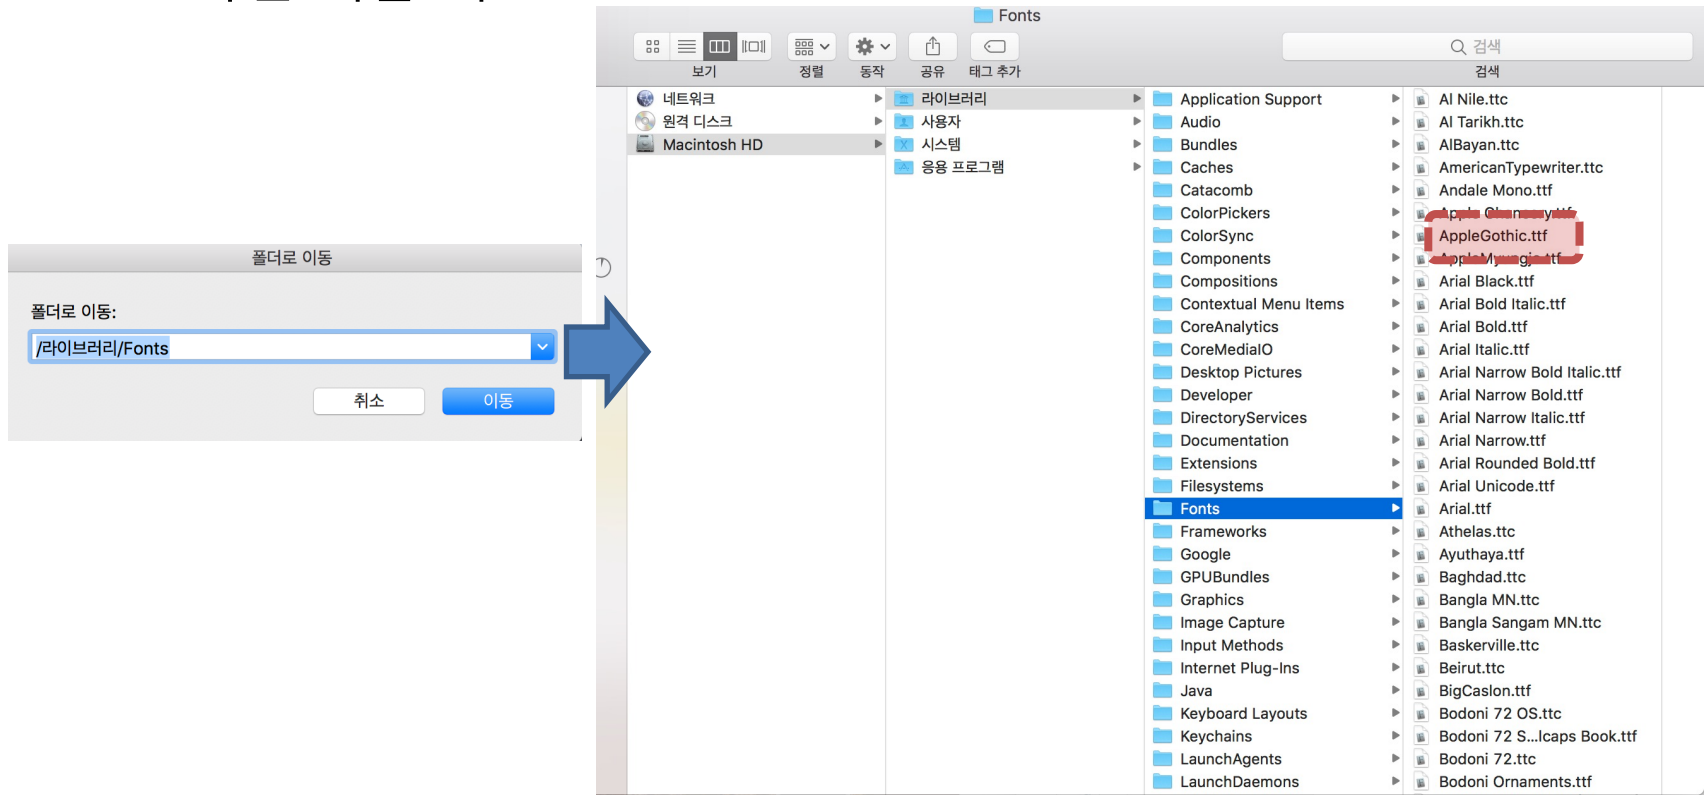 폴더로 이동
폴더로 이동:
/라이브러리/Fonts
취소
이동
Fonts
보기
정렬
동작
공유
태그 추가
검색
검색
네트워크
원격 디스크
Macintosh HD
라이브러리
사용자
시스템
응용 프로그램
Application Support
Audio
Bundles
Caches
Catacomb
ColorPickers
ColorSync
Components
Compositions
Contextual Menu Items
CoreAnalytics
CoreMediaIO
Desktop Pictures
Developer
DirectoryServices
Documentation
Extensions
Filesystems
Fonts
Frameworks
Google
GPUBundles
Graphics
Image Capture
Input Methods
Internet Plug-Ins
Java
Keyboard Layouts
Keychains
LaunchAgents
LaunchDaemons
Al Nile.ttc
Al Tarikh.ttc
AlBayan.ttc
AmericanTypewriter.ttc
Andale Mono.ttf
Apple Chancery.ttf
AppleGothic.ttf
AppleMyungjo.ttf
Arial Black.ttf
Arial Bold Italic.ttf
Arial Bold.ttf
Arial Italic.ttf
Arial Narrow Bold Italic.ttf
Arial Narrow Bold.ttf
Arial Narrow Italic.ttf
Arial Narrow.ttf
Arial Rounded Bold.ttf
Arial Unicode.ttf
Arial.ttf
Athelas.ttc
Ayuthaya.ttf
Baghdad.ttc
Bangla MN.ttc
Bangla Sangam MN.ttc
Baskerville.ttc
Beirut.ttc
BigCaslon.ttf
Bodoni 72 OS.ttc
Bodoni 72 S...lcaps Book.ttf
Bodoni 72.ttc
Bodoni Ornaments.ttf